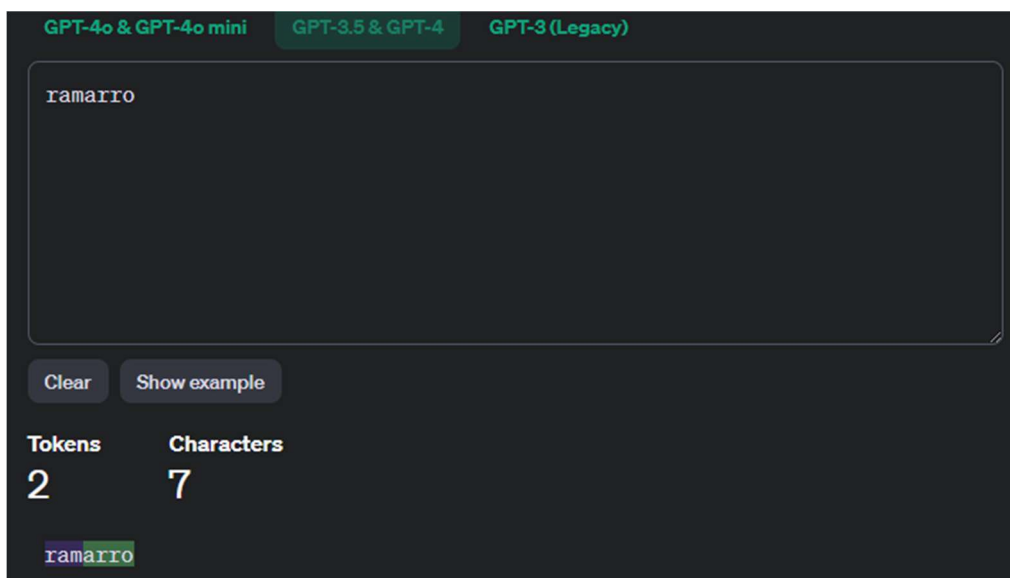 GPT-4o & GPT-4o mini GPT-3.5 & GPT-4 GPT-3 (Legacy)
ramarro
Clear Show example
Tokens Characters
2 7
ramarro